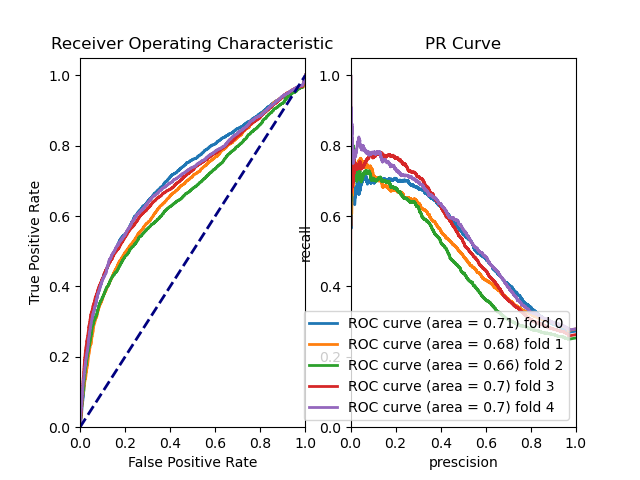 Receiver Operating Characteristic
1.0
0.8
0.6
0.4
0.2
0.0
True Positive Rate
0.0 0.2 0.4 0.6 0.8 1.0
False Positive Rate
PR Curve
1.0
0.8
0.6
0.4
0.2
0.0
recall
ROC curve (area = 0.71) fold 0
ROC curve (area = 0.68) fold 1
ROC curve (area = 0.66) fold 2
ROC curve (area = 0.7) fold 3
ROC curve (area = 0.7) fold 4
0.0 0.2 0.4 0.6 0.8 1.0
prescision